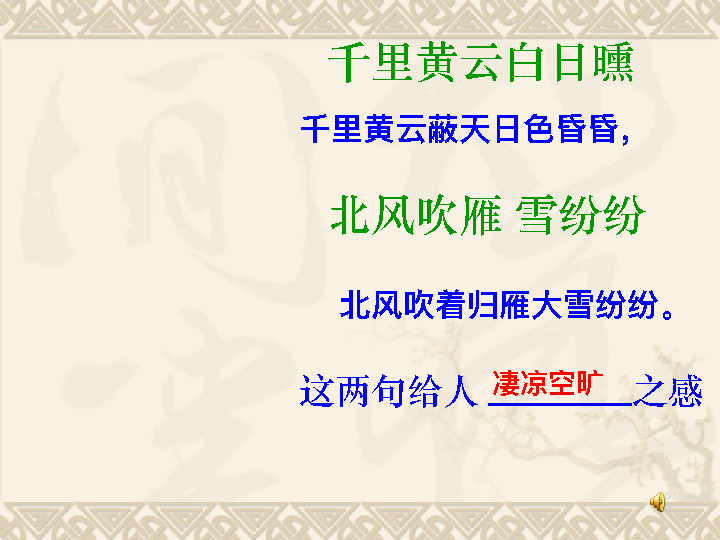 千里黄云白日曛
千里黄云蔽天日色昏昏，
北风吹雁 雪纷纷
北风吹着归雁大雪纷纷。
这两句给人 凄凉空旷 之感